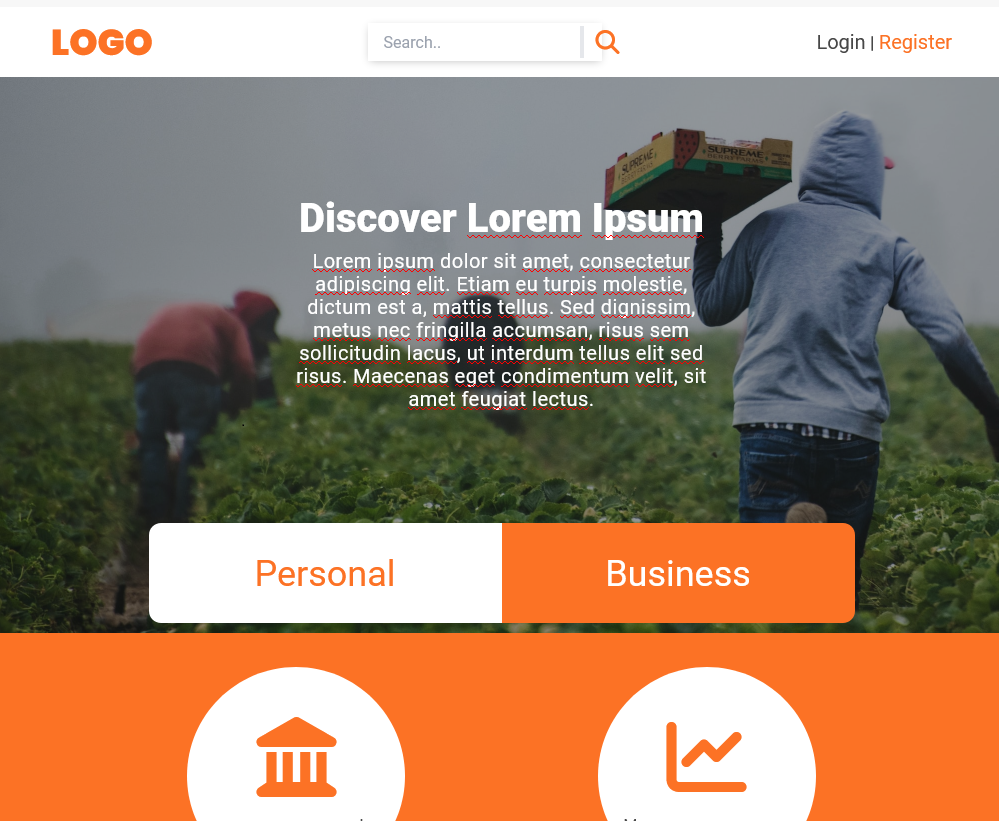 LOGO
Search..
Login | Register
SUPREME
SUPREME
Discover Lorem Ipsum
Lorem ipsum dolor sit amet, consectetur
adipiscing elit. Etiam eu turpis molestie,
dictum est a, mattis tellus. Sed dignissim,
metus nec fringilla accumsan, risus sem
sollicitudin lacus, ut interdum tellus elit sed
risus. Maecenas eget condimentum velit, sit
amet feugiat lectus.
Personal
Business